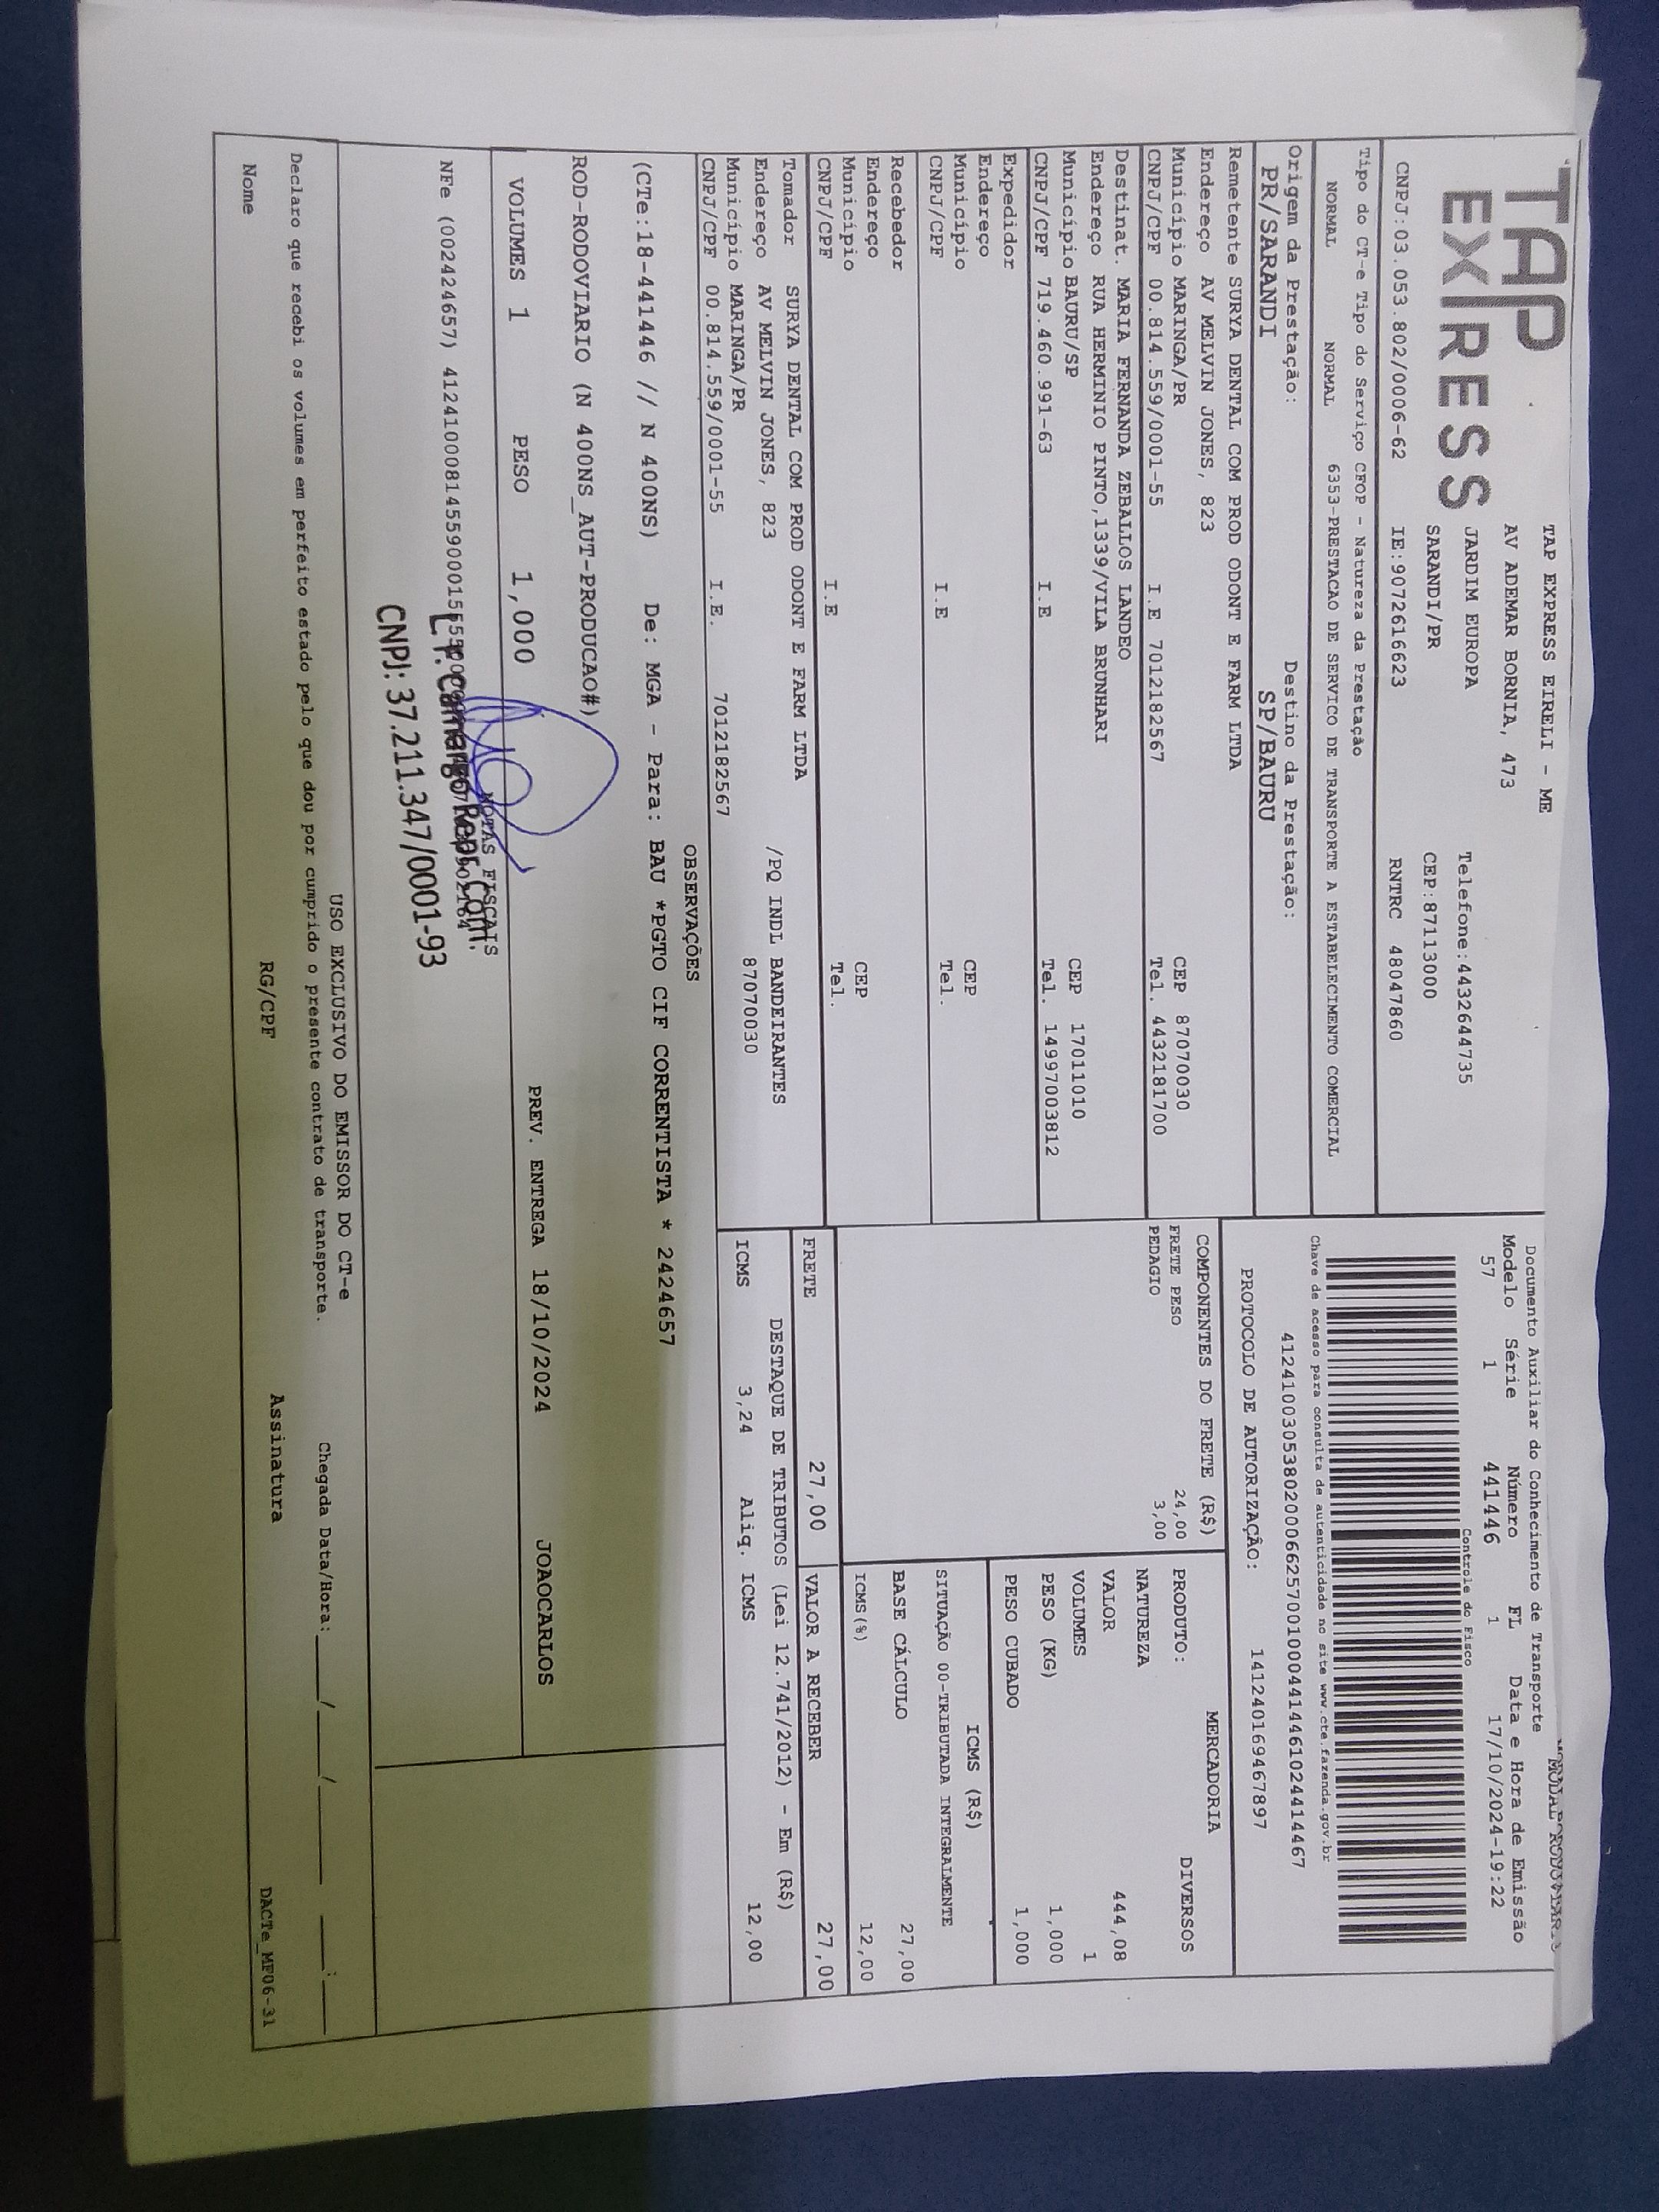 TAP
EXPRESS
TAP EXPRESS EIRELI - ME
AV ADEMAR BORNIA, 473
JARDIM EUROPA
SARANDI/PR
Telefone:4432644735
CEP:87113000
CNPJ:03.053.802/0006-62 IE:9072616623 RNTRC 48047860
Tipo do CT-e Tipo do Serviço CFOP - Natureza da Prestação
NORMAL NORMAL 6353-PRESTACAO DE SERVICO DE TRANSPORTE A ESTABELECIMENTO COMERCIAL
Origem da Prestação: Destino da Prestação:
PR/SARANDI SP/BAURU
Remetente SURYA DENTAL COM PROD ODONT E FARM LTDA
Endereço AV MELVIN JONES, 823
Município MARINGA/PR CEP 87070030
CNPJ/CPF 00.814.559/0001-55 I.E 7012182567 Tel. 4432181700
Destinat. MARIA FERNANDA ZEBALLOS LANDEO
Endereço RUA HERMINIO PINTO,1339/VILA BRUNHARI
Município BAURU/SP CEP 17011010
CNPJ/CPF 719.460.991-63 I.E Tel. 14997003812
Expedidor
Endereço
Município CEP
CNPJ/CPF I.E Tel.
Recebedor
Endereço
Município CEP
CNPJ/CPF I.E Tel.
Tomador SURYA DENTAL COM PROD ODONT E FARM LTDA
Endereço AV MELVIN JONES, 823 /PQ INDL BANDEIRANTES
Município MARINGA/PR 87070030
CNPJ/CPF 00.814.559/0001-55 I.E. 7012182567
Documento Auxiliar do Conhecimento de Transporte
Modelo Série Número FL Data e Hora de Emissão
57 1 441446 1 17/10/2024-19:22
Controle do Fisco
Chave de acesso para consulta de autenticidade no site www.cte.fazenda.gov.br
41241003053802000662570010004414461024414467
PROTOCOLO DE AUTORIZAÇÃO: 141240169467897
COMPONENTES DO FRETE (R$)
FRETE PESO 24,00
PEDAGIO 3,00
MERCADORIA
PRODUTO: DIVERSOS
NATUREZA
VALOR 444,08
VOLUMES 1
PESO (KG) 1,000
PESO CUBADO 1,000
ICMS (R$)
SITUAÇÃO 00-TRIBUTADA INTEGRALMENTE
BASE CÁLCULO 27,00
ICMS(%) 12,00
FRETE 27,00 VALOR A RECEBER 27,00
DESTAQUE DE TRIBUTOS (Lei 12.741/2012) - Em (R$)
ICMS 3,24 Aliq. ICMS 12,00
OBSERVAÇÕES
(CTe:18-441446 // N 400NS) De: MGA - Para: BAU *PGTO CIF CORRENTISTA * 2424657
ROD-RODOVIARIO (N 400NS_AUT-PRODUCAO#)
VOLUMES 1 PESO 1,000 PREV. ENTREGA 18/10/2024 JOAOCARLOS
NOTAS FISCAIS
NFe (002424657)
L.F. Camargo Repr. Com.
CNPJ: 37.211.347/0001-93
USO EXCLUSIVO DO EMISSOR DO CT-e
Declaro que recebi os volumes em perfeito estado pelo que dou por cumprido o presente contrato de transporte. Chegada Data/Hora:____/____/______ ____:____
Nome RG/CPF Assinatura DACTe_MF06-31